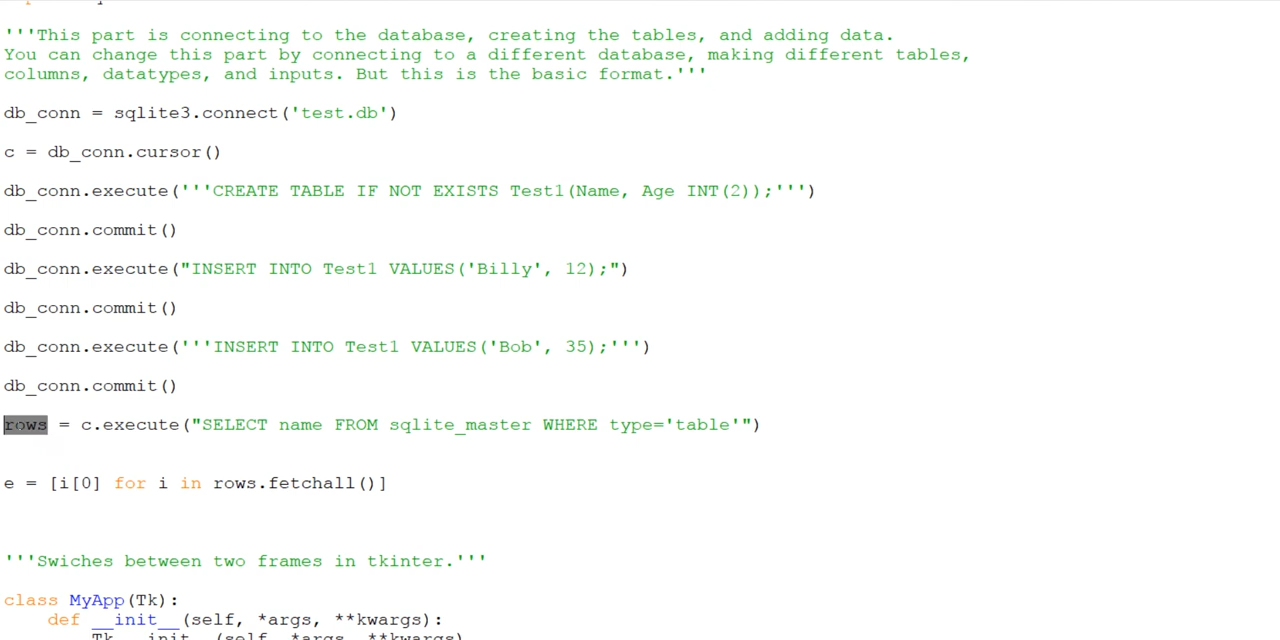 '''This part is connecting to the database, creating the tables, and adding data.
You can change this part by connecting to a different database, making different tables,
columns, datatypes, and inputs. But this is the basic format.'''
db_conn = sqlite3.connect('test.db')
c = db_conn.cursor()
db_conn.execute('''CREATE TABLE IF NOT EXISTS Test1(Name, Age INT(2));''')
db_conn.commit()
db_conn.execute("INSERT INTO Test1 VALUES('Billy', 12);")
db_conn.commit()
db_conn.execute('''INSERT INTO Test1 VALUES('Bob', 35);''')
db_conn.commit()
rows = c.execute("SELECT name FROM sqlite_master WHERE type='table'")
e = [i[0] for i in rows.fetchall()]
'''Swiches between two frames in tkinter.'''
class MyApp(Tk):
def __init__(self, *args, **kwargs):
Tk.__init__(self, *args, **kwargs)